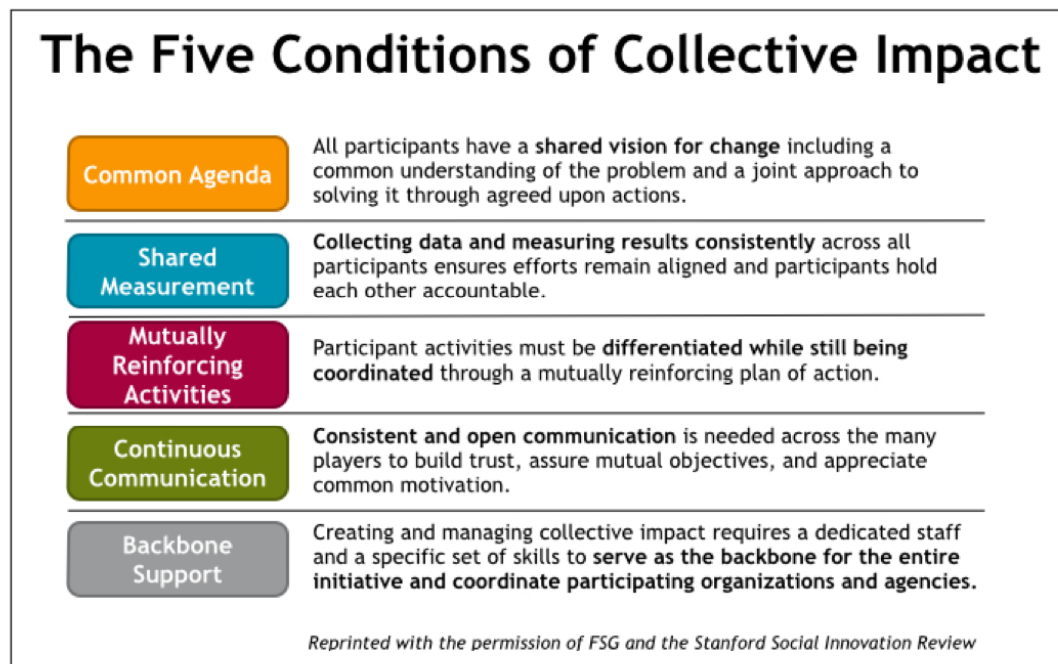 The Five Conditions of Collective Impact
Common Agenda
All participants have a shared vision for change including a
common understanding of the problem and a joint approach to
solving it through agreed upon actions.
Shared
Measurement
Collecting data and measuring results consistently across all
participants ensures efforts remain aligned and participants hold
each other accountable.
Mutually
Reinforcing
Activities
Participant activities must be differentiated while still being
coordinated through a mutually reinforcing plan of action.
Continuous
Communication
Consistent and open communication is needed across the many
players to build trust, assure mutual objectives, and appreciate
common motivation.
Backbone
Support
Creating and managing collective impact requires a dedicated staff
and a specific set of skills to serve as the backbone for the entire
initiative and coordinate participating organizations and agencies.
Reprinted with the permission of FSG and the Stanford Social Innovation Review